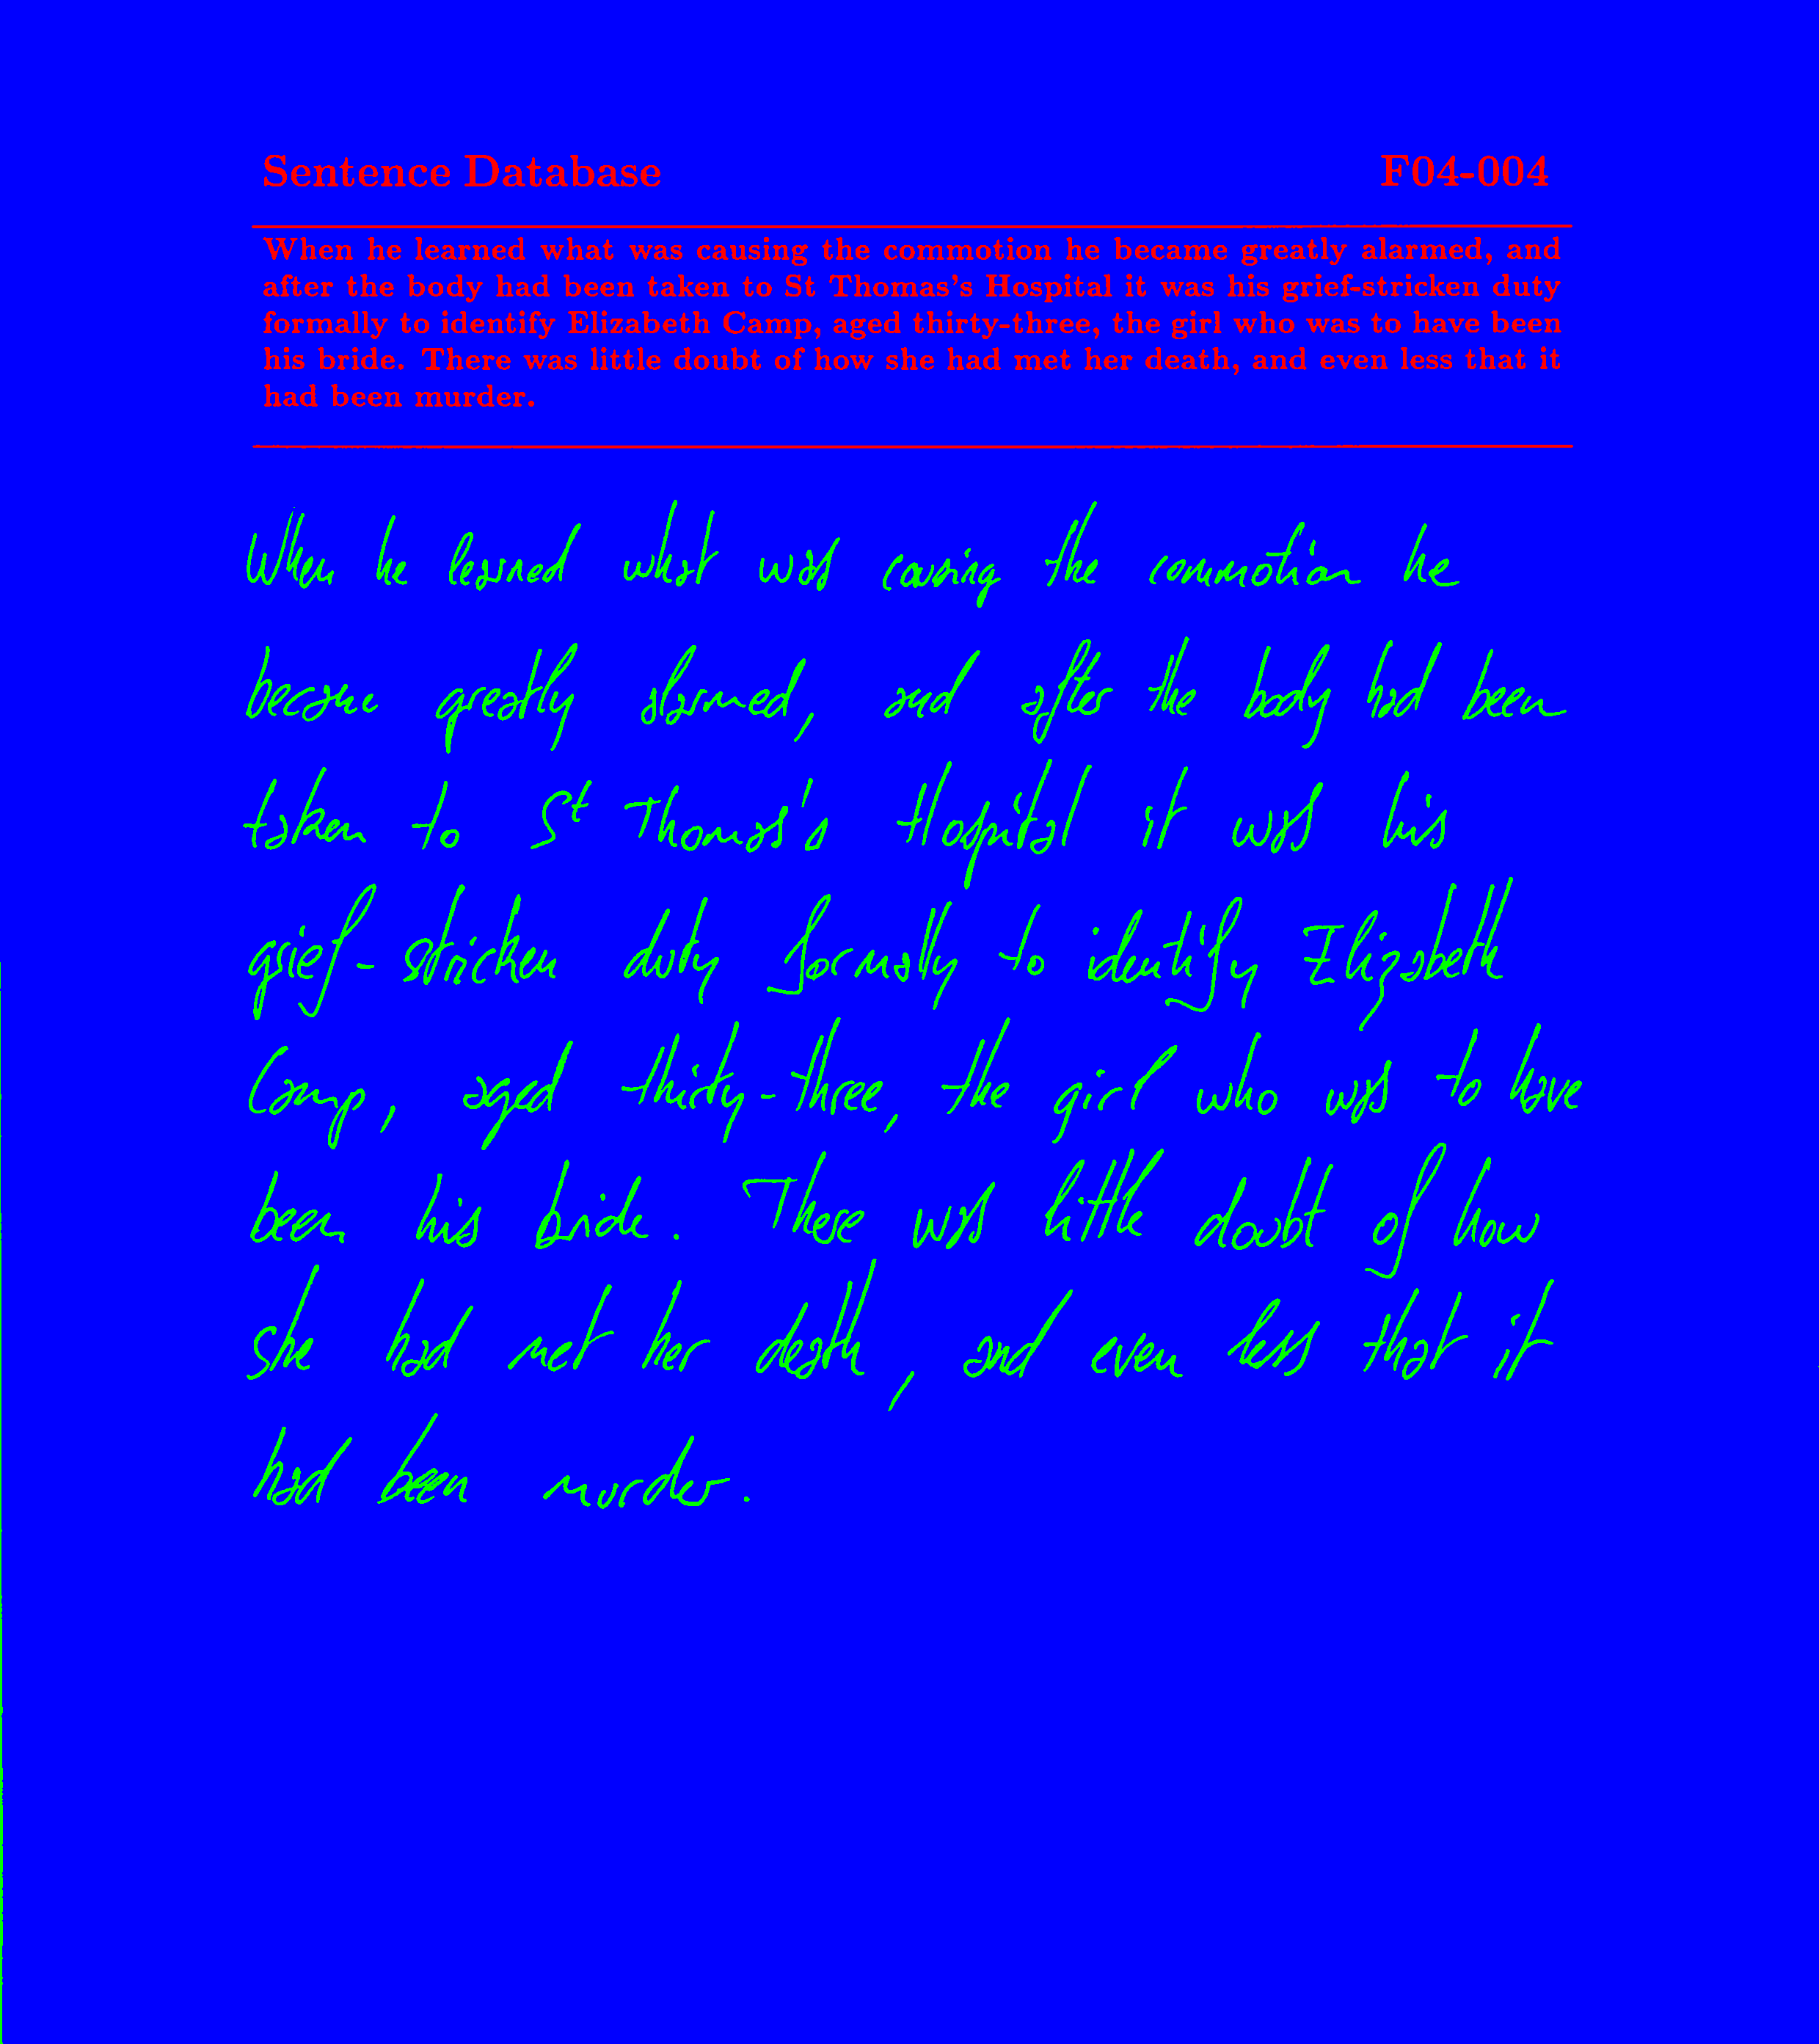 Sentence Database F04-004
When he learned what was causing the commotion he became greatly alarmed, and
after the body had been taken to St Thomas's Hospital it was his grief-stricken duty
formally to identify Elizabeth Camp, aged thirty-three, the girl who was to have been
his bride. There was little doubt of how she had met her death, and even less that it
had been murder.
When he learned what was causing the commotion he
became greatly alarmed, and after the body had been
taken to St Thomas's Hospital it was his
grief-stricken duty formally to identify Elizabeth
Camp, aged thirty-three, the girl who was to have
been his bride. There was little doubt of how
she had met her death, and even less that it
had been murder.